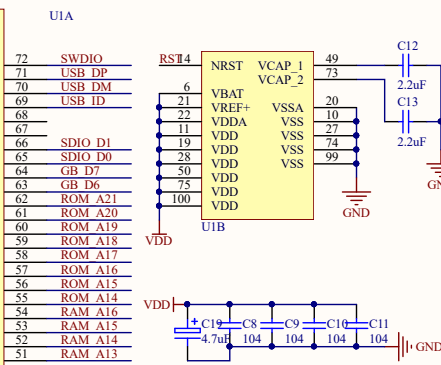 U1A
72 SWDIO
71 USB DP
70 USB DM
69 USB ID
68
67
66 SDIO D1
65 SDIO D0
64 GB D7
63 GB D6
62 ROM A21
61 ROM A20
60 ROM A19
59 ROM A18
58 ROM A17
57 ROM A16
56 ROM A15
55 ROM A14
54 RAM A16
53 RAM A15
52 RAM A14
51 RAM A13
RST 14 NRST VCAP_1 49
VCAP_2 73
6 VBAT
21 VREF+ VSSA 20
22 VDDA VSS 10
11 VDD VSS 27
19 VDD VSS 74
28 VDD VSS 99
50 VDD
75 VDD
100 VDD
U1B
VDD
GND
C12
2.2uF
C13
2.2uF
VDD
C19 C8 C9 C10 C11
4.7uF 104 104 104 104
GND